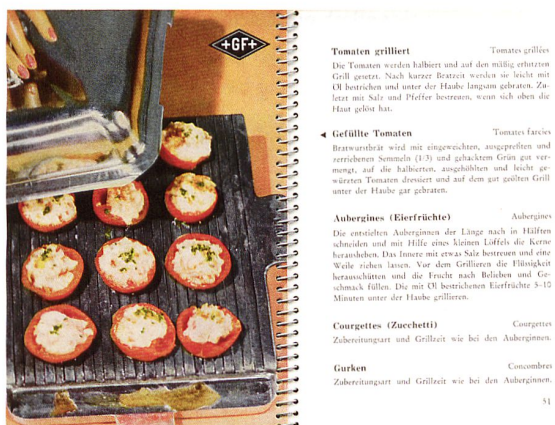 +GF+
Tomaten grilliert Tomates grillées
Die Tomaten werden halbiert und auf den mäßig erhitzten
Grill gesetzt. Nach kurzer Bratzeit werden sie leicht mit
Öl bestrichen und unter der Haube langsam gebraten. Zu-
letzt mit Salz und Pfeffer bestreuen, wenn sich oben die
Haut gelöst hat.
◄ Gefüllte Tomaten Tomates farcies
Bratwurstbrät wird mit eingeweichten, ausgepreßten und
zerriebenen Semmeln (1/3) und gehacktem Grün gut ver-
mengt, auf die halbierten, ausgehöhlten und leicht ge-
würzten Tomaten dressiert und auf dem gut geölten Grill
unter der Haube gar gebraten.
Aubergines (Eierfrüchte) Aubergines
Die entstielten Auberginnen der Länge nach in Hälften
schneiden und mit Hilfe eines kleinen Löffels die Kerne
herausheben. Das Innere mit etwas Salz bestreuen und eine
Weile ziehen lassen. Vor dem Grillieren die Flüssigkeit
herausschütten und die Frucht nach Belieben und Ge-
schmack füllen. Die mit Öl bestrichenen Eierfrüchte 5-10
Minuten unter der Haube grillieren.
Courgettes (Zucchetti) Courgettes
Zubereitungsart und Grillzeit wie bei den Auberginnen.
Gurken Concombres
Zubereitungsart und Grillzeit wie bei den Auberginnen.
51